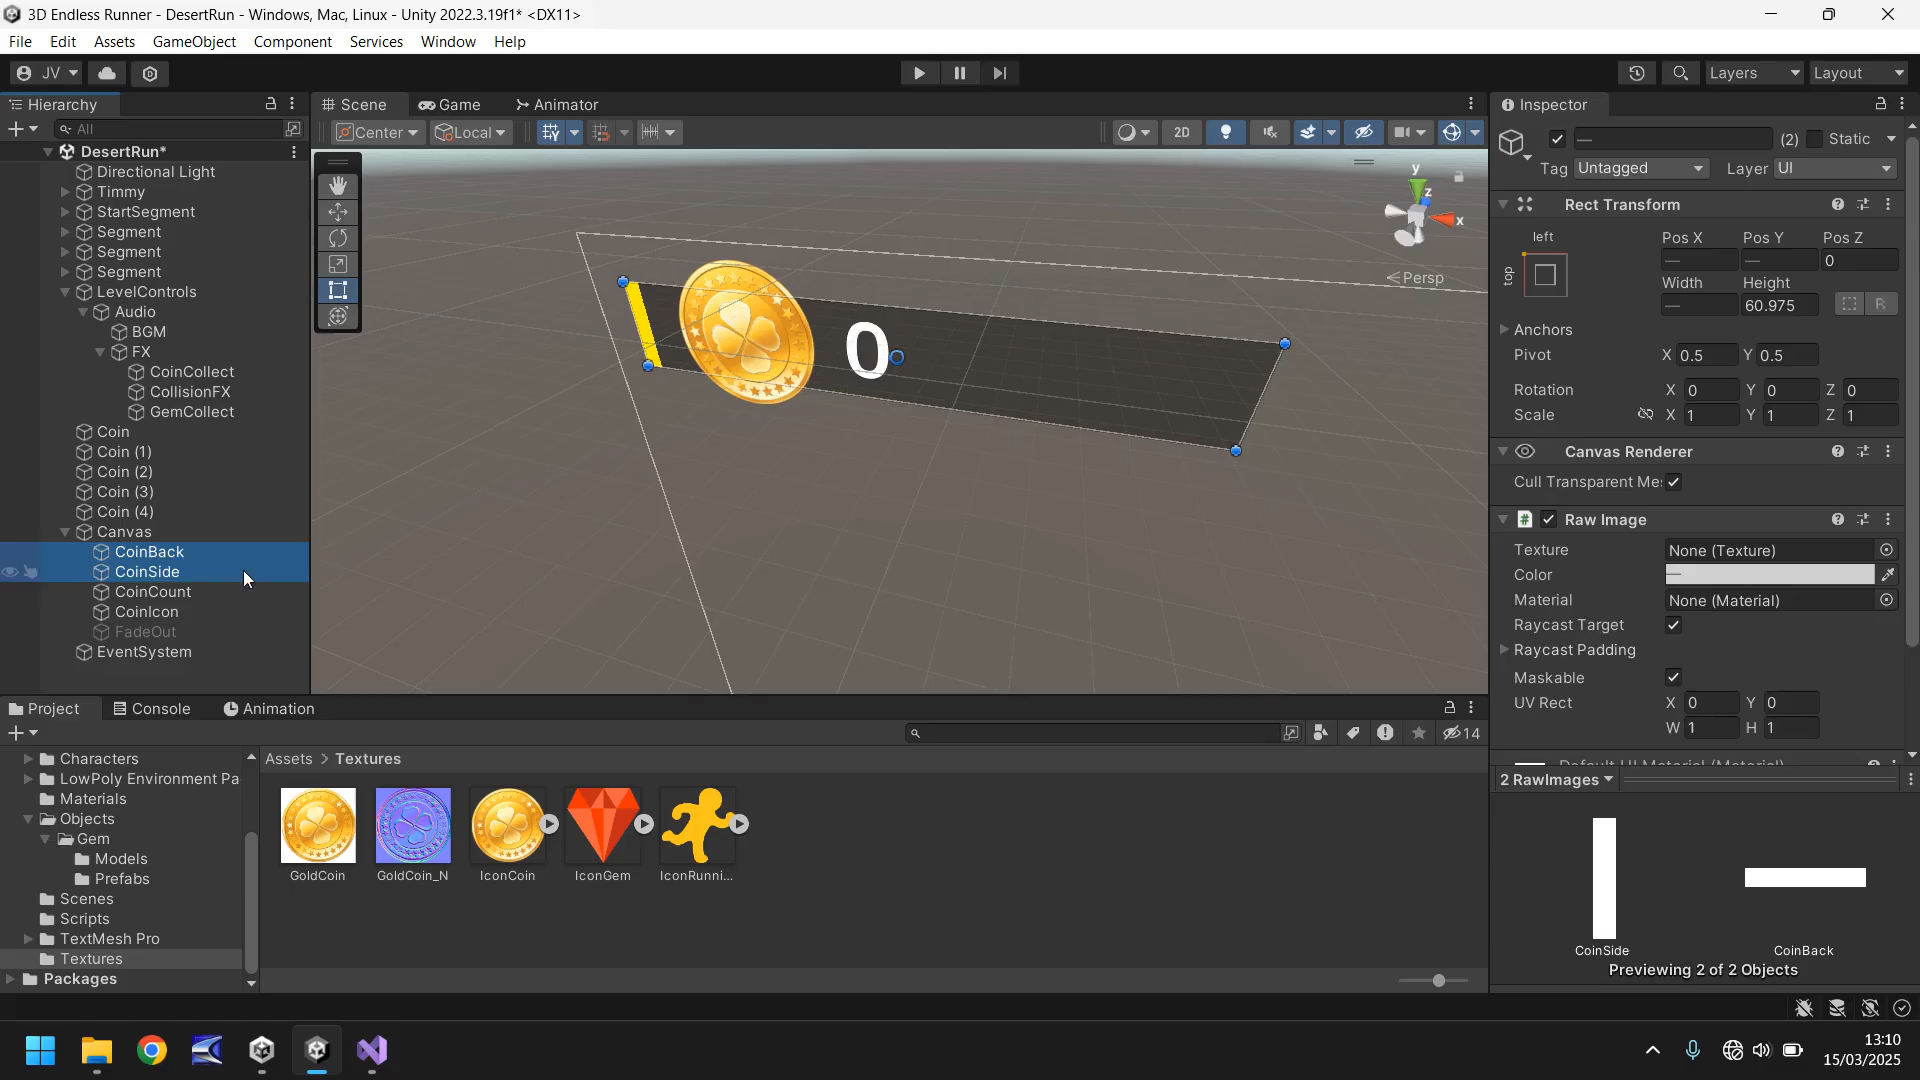 3D Endless Runner - DesertRun - Windows, Mac, Linux - Unity 2022.3.19f1* <DX11>
File Edit Assets GameObject Component Services Window Help
JV Layers Layout
Hierarchy Scene Game Animator Inspector
All Center Local 2D — (2) Static
DesertRun*
Tag Untagged Layer UI
Directional Light
Timmy
StartSegment
Segment
Segment
Segment
LevelControls
Audio
BGM
FX
CoinCollect
CollisionFX
GemCollect
Coin
Coin (1)
Coin (2)
Coin (3)
Coin (4)
Canvas
CoinBack
CoinSide
CoinCount
CoinIcon
FadeOut
EventSystem
y
z
x
Persp
0
Rect Transform
left Pos X Pos Y Pos Z
top — — 0
Width Height
— 60.975 R
Anchors
Pivot X 0.5 Y 0.5
Rotation X 0 Y 0 Z 0
Scale X 1 Y 1 Z 1
Canvas Renderer
Cull Transparent Me
Raw Image
Texture None (Texture)
Color —
Material None (Material)
Raycast Target
Raycast Padding
Maskable
UV Rect X 0 Y 0
W 1 H 1
Default UI Material (Material)
2 RawImages
CoinSide CoinBack
Previewing 2 of 2 Objects
Project Console Animation
14
Characters
LowPoly Environment Pa
Materials
Objects
Gem
Models
Prefabs
Scenes
Scripts
TextMesh Pro
Textures
Packages
Assets > Textures
GoldCoin GoldCoin_N IconCoin IconGem IconRunni...
13:10
15/03/2025